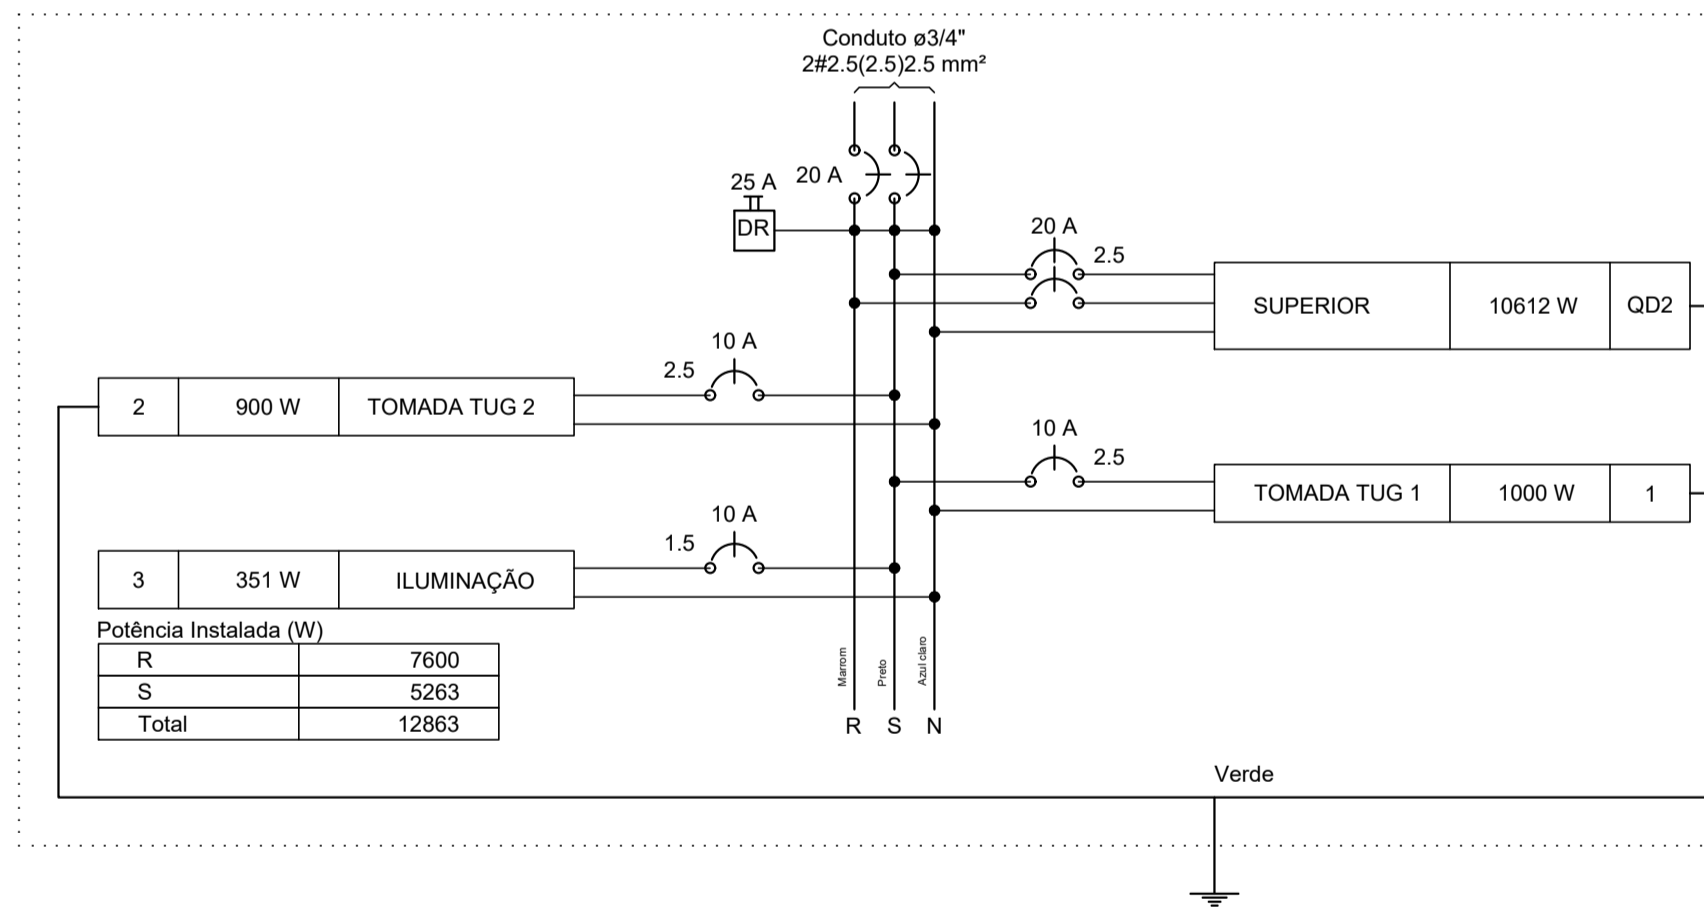 Conduto ø3/4"
2#2.5(2.5)2.5 mm²
25 A
20 A
DR
20 A
2.5
SUPERIOR 10612 W QD2
10 A
2.5
2 900 W TOMADA TUG 2
10 A
2.5
TOMADA TUG 1 1000 W 1
10 A
1.5
3 351 W ILUMINAÇÃO
Potência Instalada (W)
R 7600
S 5263
Total 12863
Marrom
Preto
Azul claro
R S N
Verde